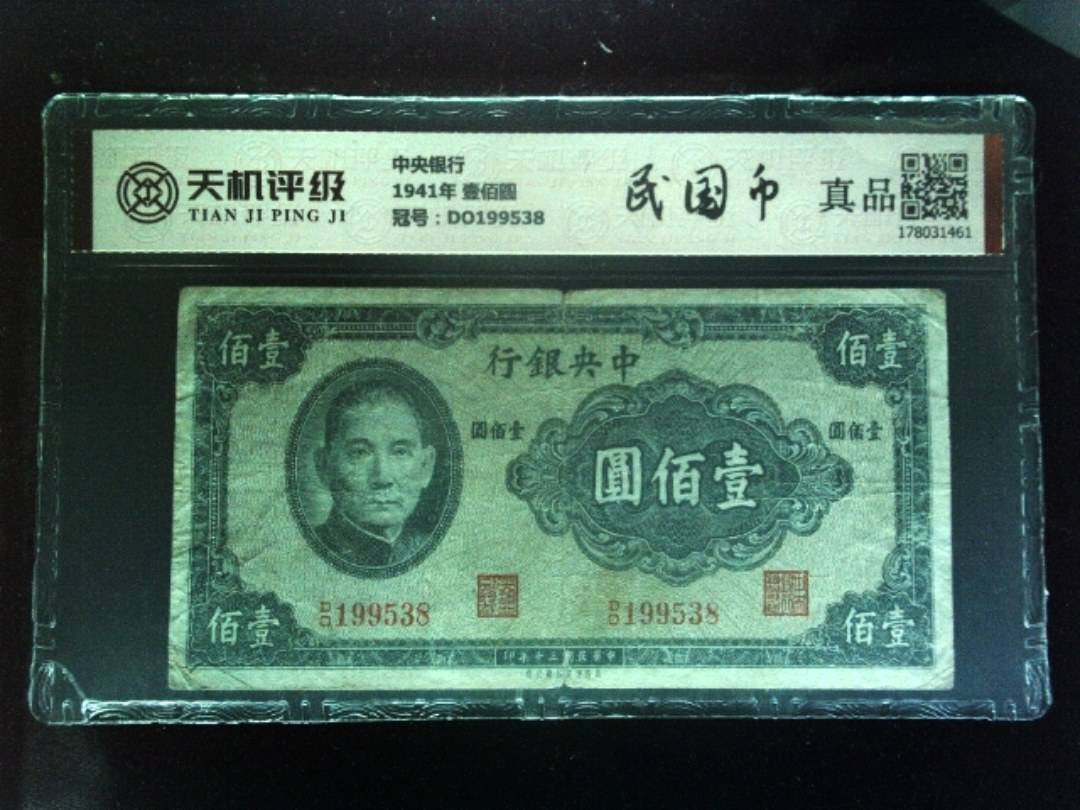 天机评级
TIAN JI PING JI
中央银行
1941年 壹佰圆
冠号：DO199538
民国币
真品
178031461
佰壹
佰壹
行銀央中
圓佰壹
圓佰壹
圓佰壹
DO199538
DO199538
佰壹
佰壹